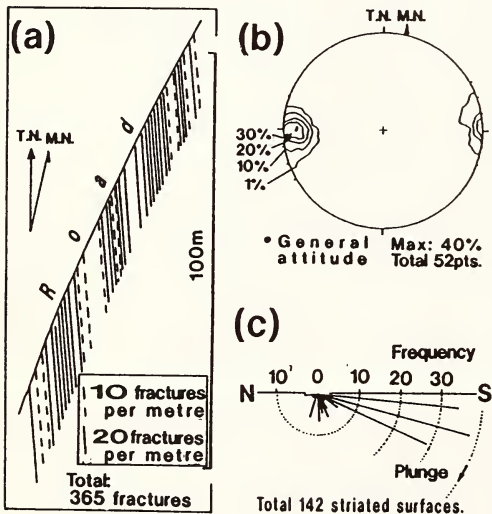 (a)
T.N. M.N.
R o a d
100m
10 fractures
per metre
20 fractures
per metre
Total:
365 fractures
(b)
T.N. M.N.
30%
20%
10%
1%
• General
attitude
Max: 40%
Total 52pts.
(c)
Frequency
N 10 0 10 20 30 S
Plunge
Total 142 striated surfaces.